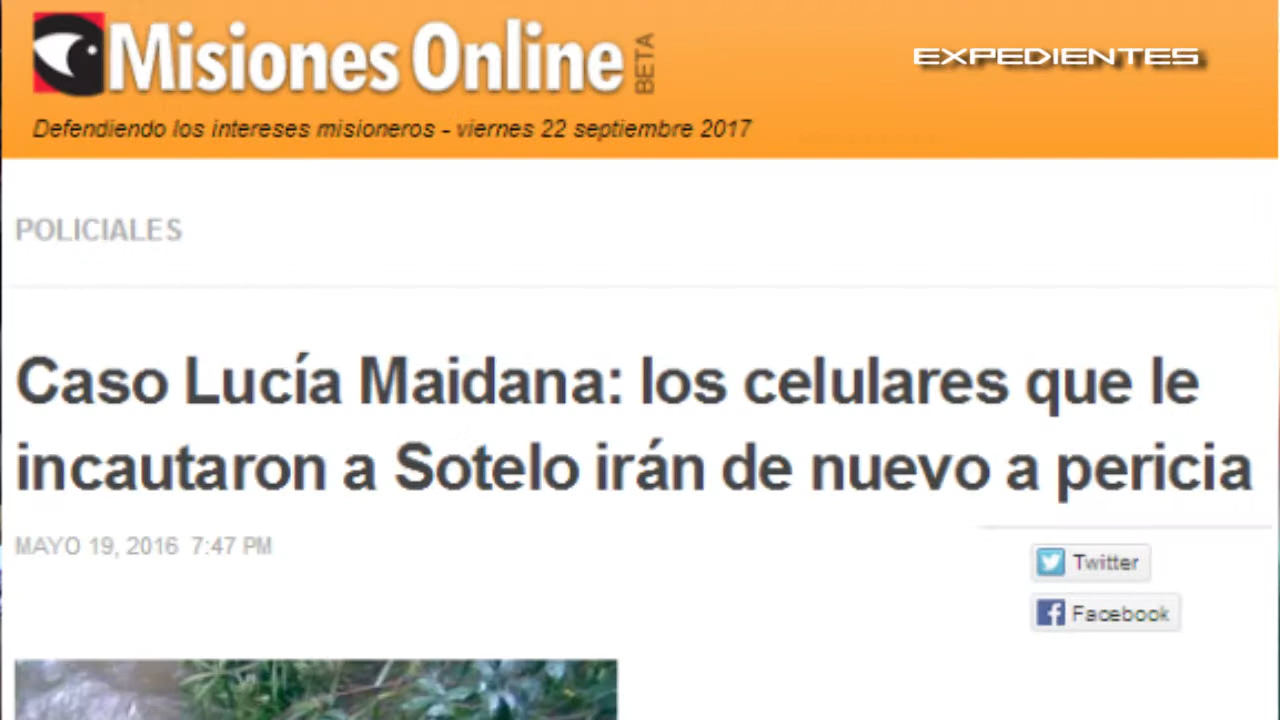 Misiones Online BETA
EXPEDIENTES
Defendiendo los intereses misioneros - viernes 22 septiembre 2017
POLICIALES
Caso Lucía Maidana: los celulares que le
incautaron a Sotelo irán de nuevo a pericia
MAYO 19, 2016 7:47 PM
Twitter
Facebook